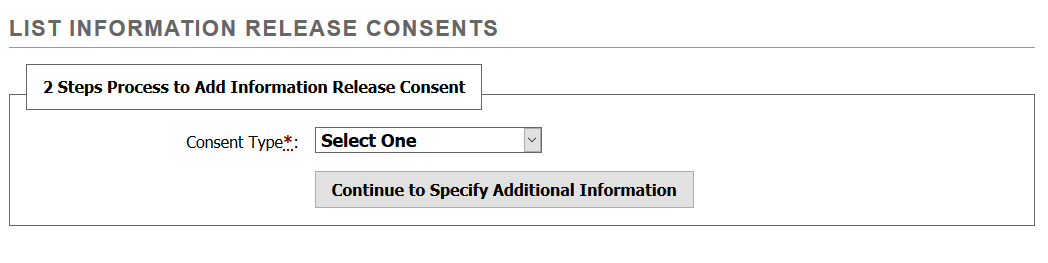 LIST INFORMATION RELEASE CONSENTS
2 Steps Process to Add Information Release Consent
Consent Type*: Select One
Continue to Specify Additional Information